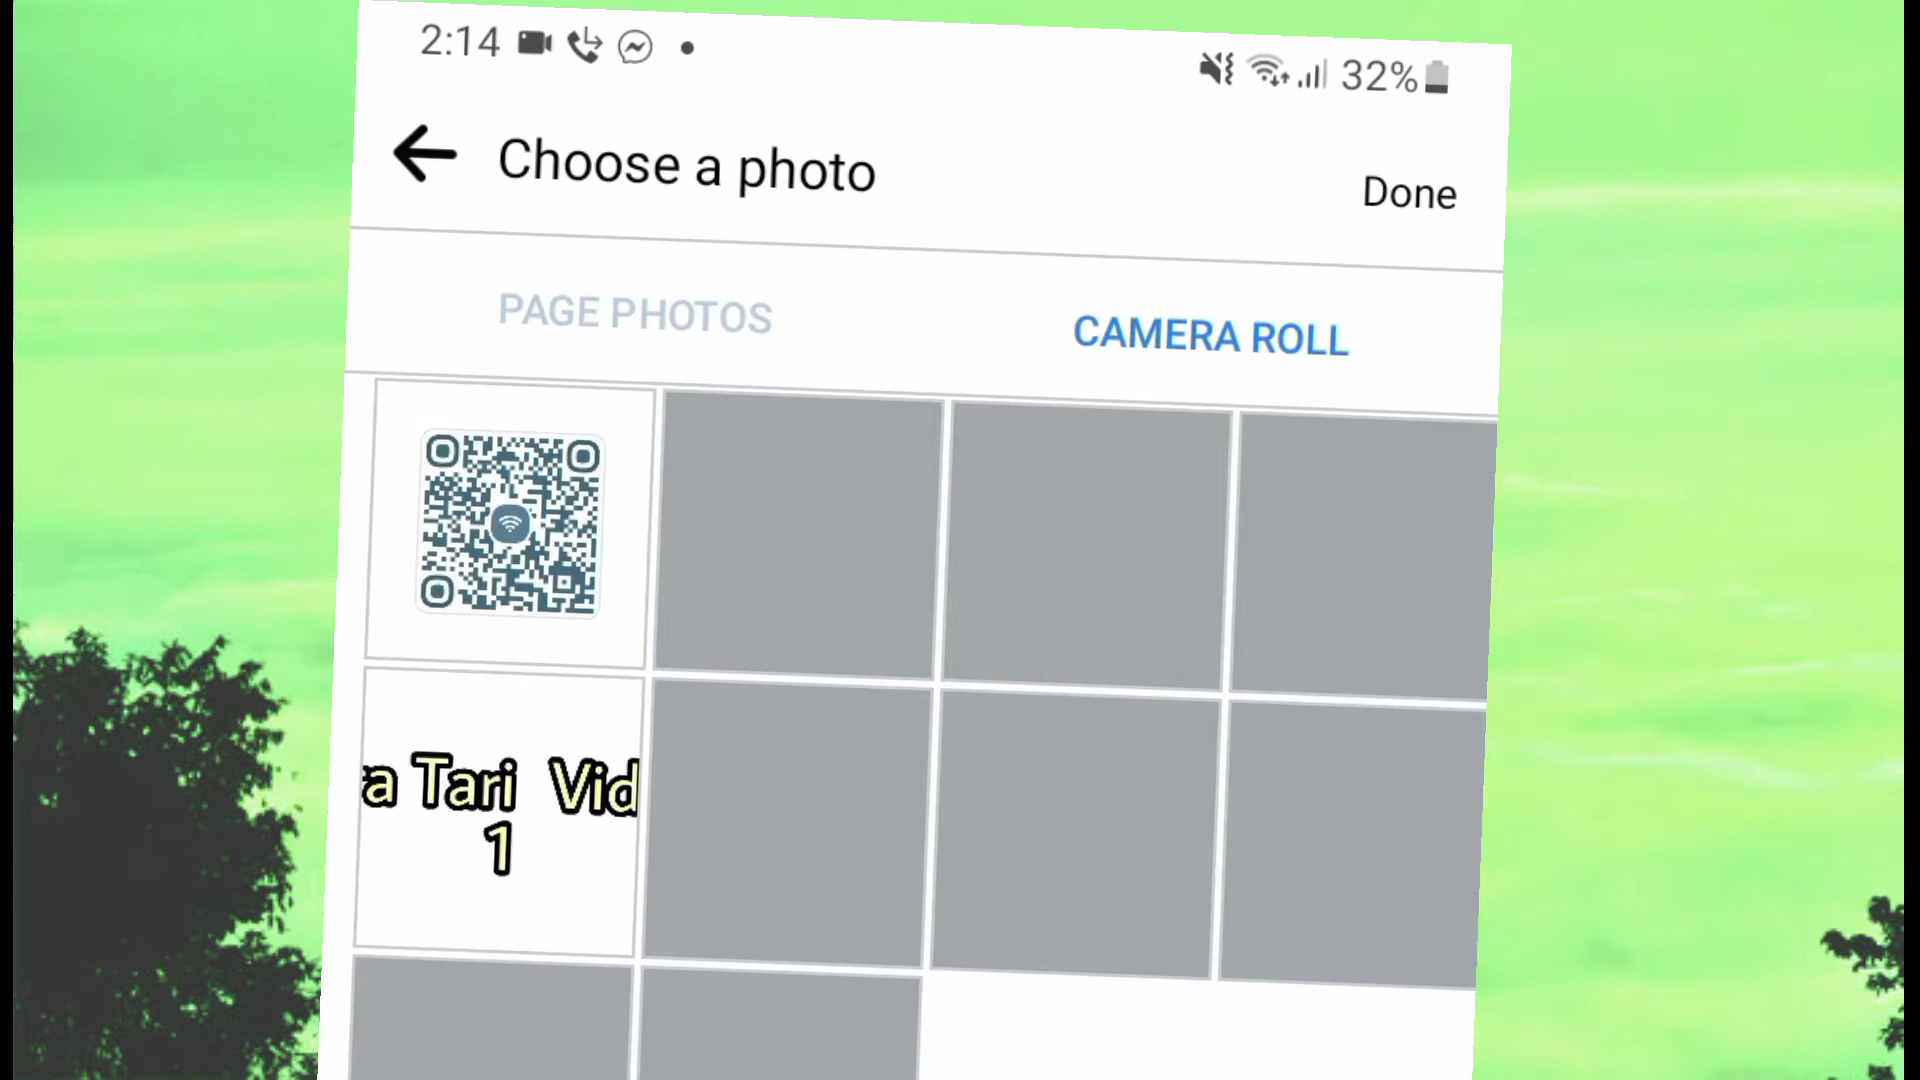 2:14
32%
Choose a photo
Done
PAGE PHOTOS
CAMERA ROLL
a Tari Vid
1